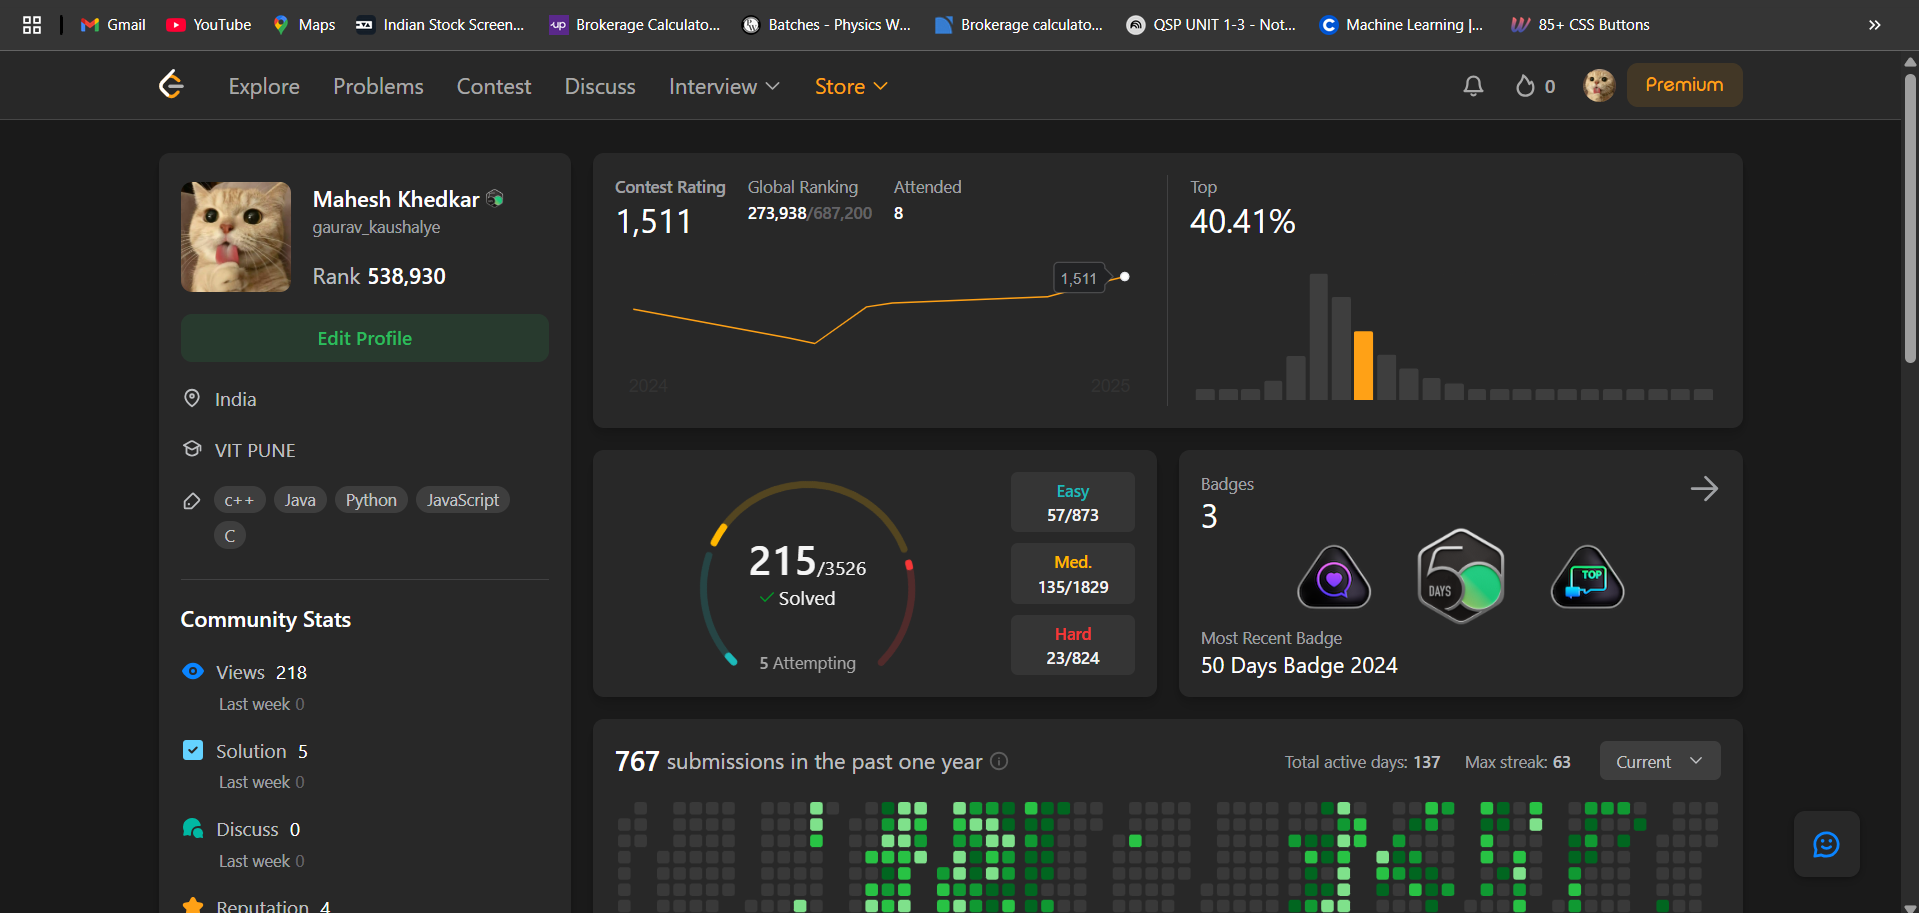 Gmail YouTube Maps Indian Stock Screen... Brokerage Calculato... Batches - Physics W... Brokerage calculato... QSP UNIT 1-3 - Not... Machine Learning |... 85+ CSS Buttons
Explore Problems Contest Discuss Interview Store 0 Premium
Mahesh Khedkar
gaurav_kaushalye
Rank 538,930
Edit Profile
India
VIT PUNE
c++ Java Python JavaScript
C
Community Stats
Views 218
Last week 0
Solution 5
Last week 0
Discuss 0
Last week 0
Reputation 4
Contest Rating Global Ranking Attended
1,511 273,938/687,200 8
1,511
2024 2025
Top
40.41%
215/3526
Solved
5 Attempting
Easy
57/873
Med.
135/1829
Hard
23/824
Badges
3
50 DAYS
TOP
Most Recent Badge
50 Days Badge 2024
767 submissions in the past one year Total active days: 137 Max streak: 63 Current